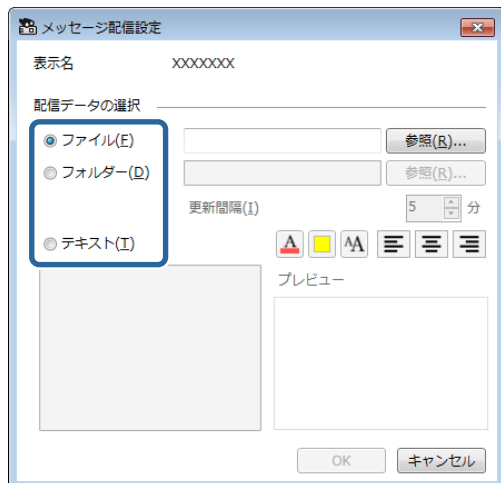 メッセージ配信設定
表示名 XXXXXXX
配信データの選択
ファイル(F) 参照(R)...
フォルダー(D) 参照(R)...
更新間隔(I) 5 分
テキスト(T) A AA
プレビュー
OK キャンセル